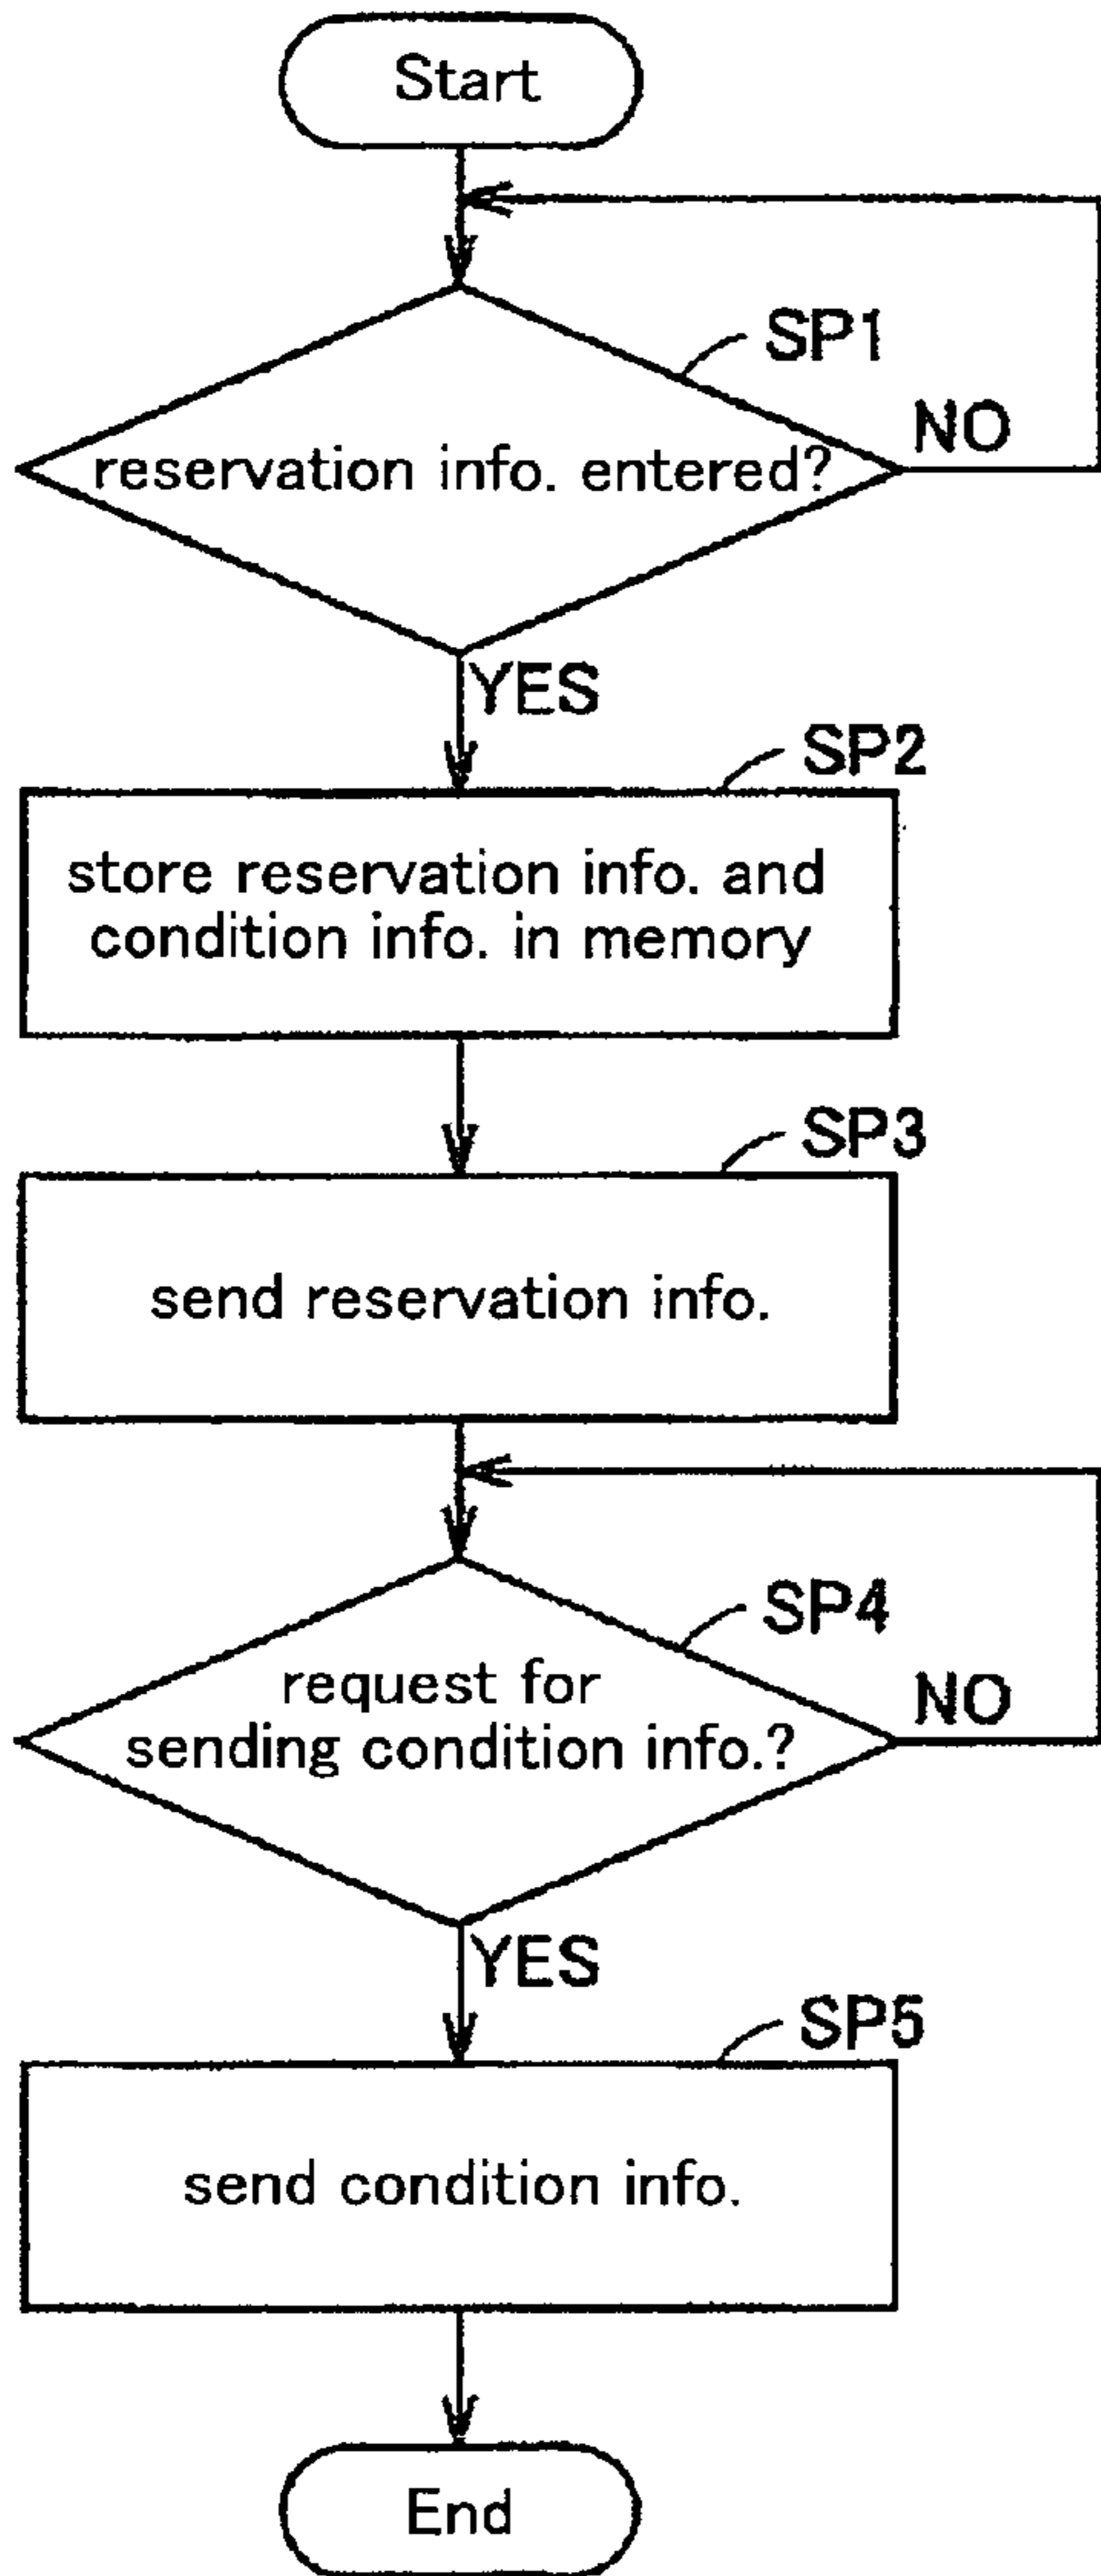 Start
SP1
NO
reservation info. entered?
YES
SP2
store reservation info. and
condition info. in memory
SP3
send reservation info.
SP4
request for
NO
sending condition info.?
YES
SP5
send condition info.
End